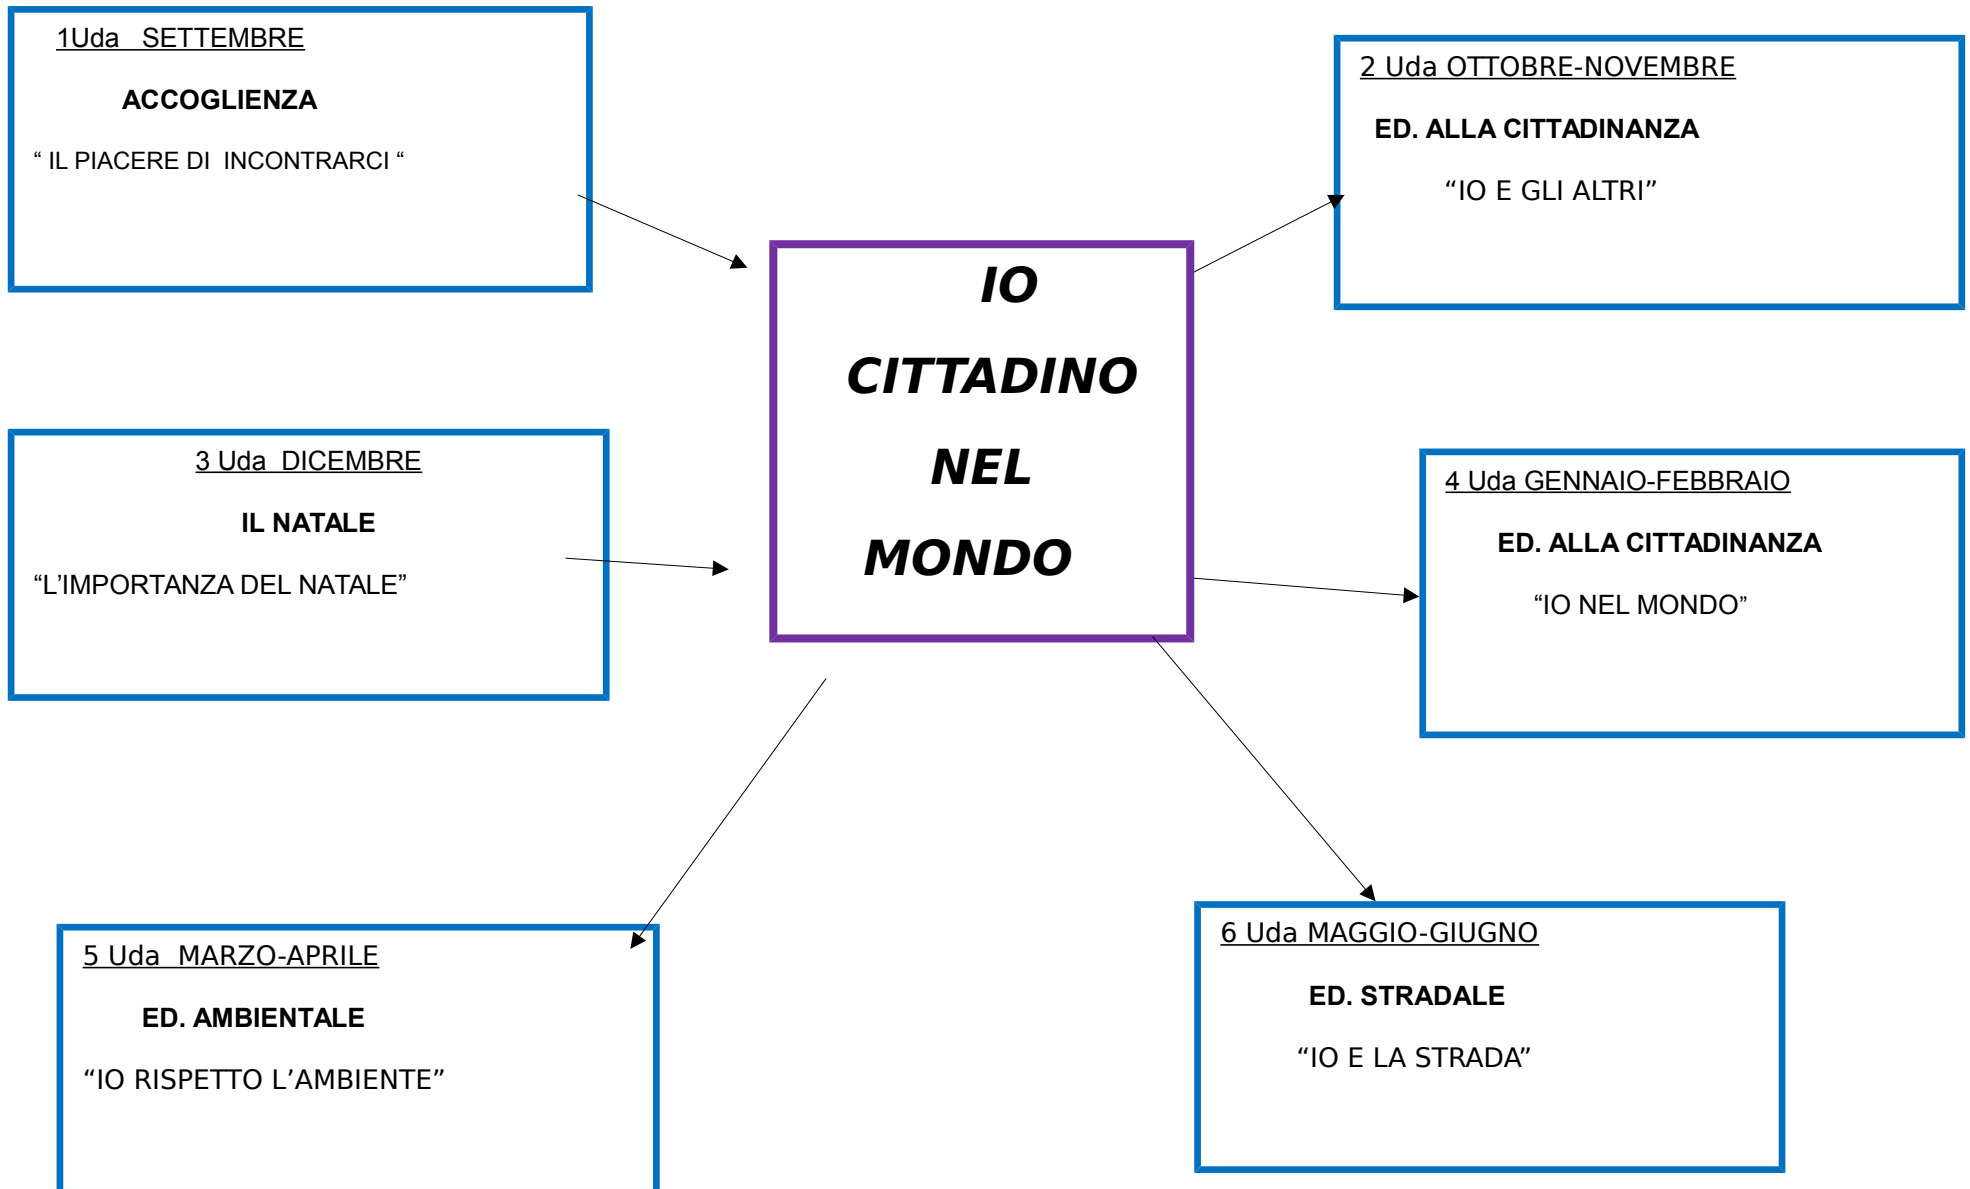 1Uda   SETTEMBRE
ACCOGLIENZA
“ IL PIACERE DI  INCONTRARCI “
2 Uda OTTOBRE-NOVEMBRE
ED. ALLA CITTADINANZA
“IO E GLI ALTRI”
IO
CITTADINO
NEL
MONDO
3 Uda  DICEMBRE
IL NATALE
“L’IMPORTANZA DEL NATALE”
4 Uda GENNAIO-FEBBRAIO
ED. ALLA CITTADINANZA
“IO NEL MONDO”
5 Uda  MARZO-APRILE
ED. AMBIENTALE
“IO RISPETTO L’AMBIENTE”
6 Uda MAGGIO-GIUGNO
ED. STRADALE
“IO E LA STRADA”